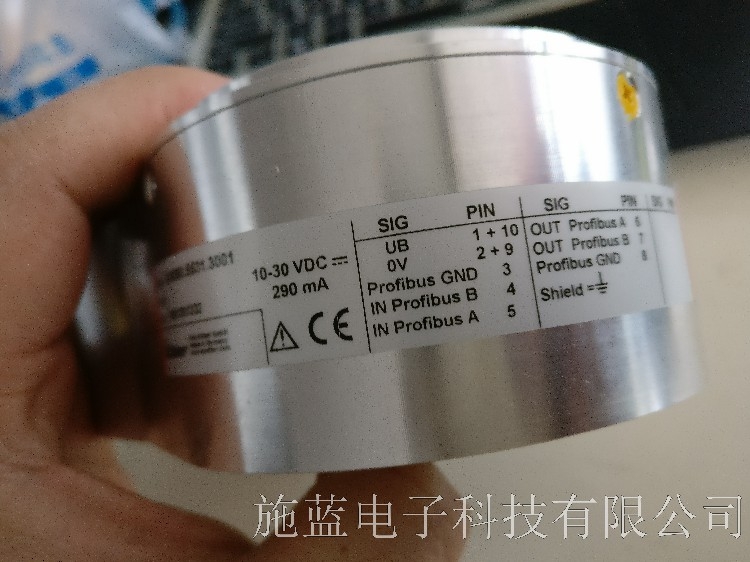 10-30 VDC
290 mA
CE
SIG PIN
UB 1 + 10
0V 2 + 9
Profibus GND 3
IN Profibus B 4
IN Profibus A 5
SIG PIN
OUT Profibus A 6
OUT Profibus B 7
Profibus GND 8
Shield =
SIG
施蓝电子科技有限公司